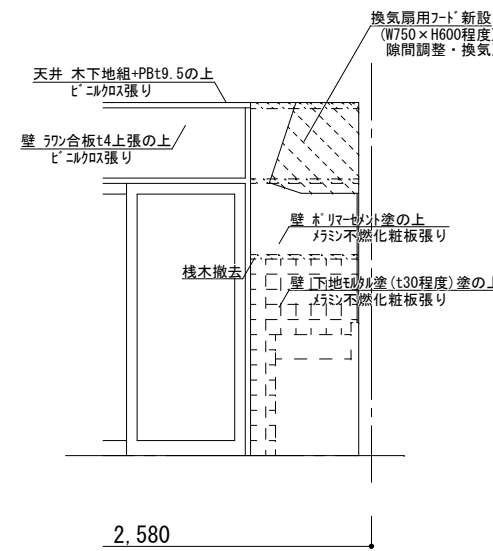 換気扇用フード新設
(W750×H600程度)
隙間調整・換気
天井 木下地組+PBt9.5の上
ビニルクロス張り
壁 ラワン合板t4上張の上
ビニルクロス張り
壁 ポリマーセメント塗の上
メラミン不燃化粧板張り
桟木撤去
壁 下地モルタル塗(t30程度)塗の上
メラミン不燃化粧板張り
2,580